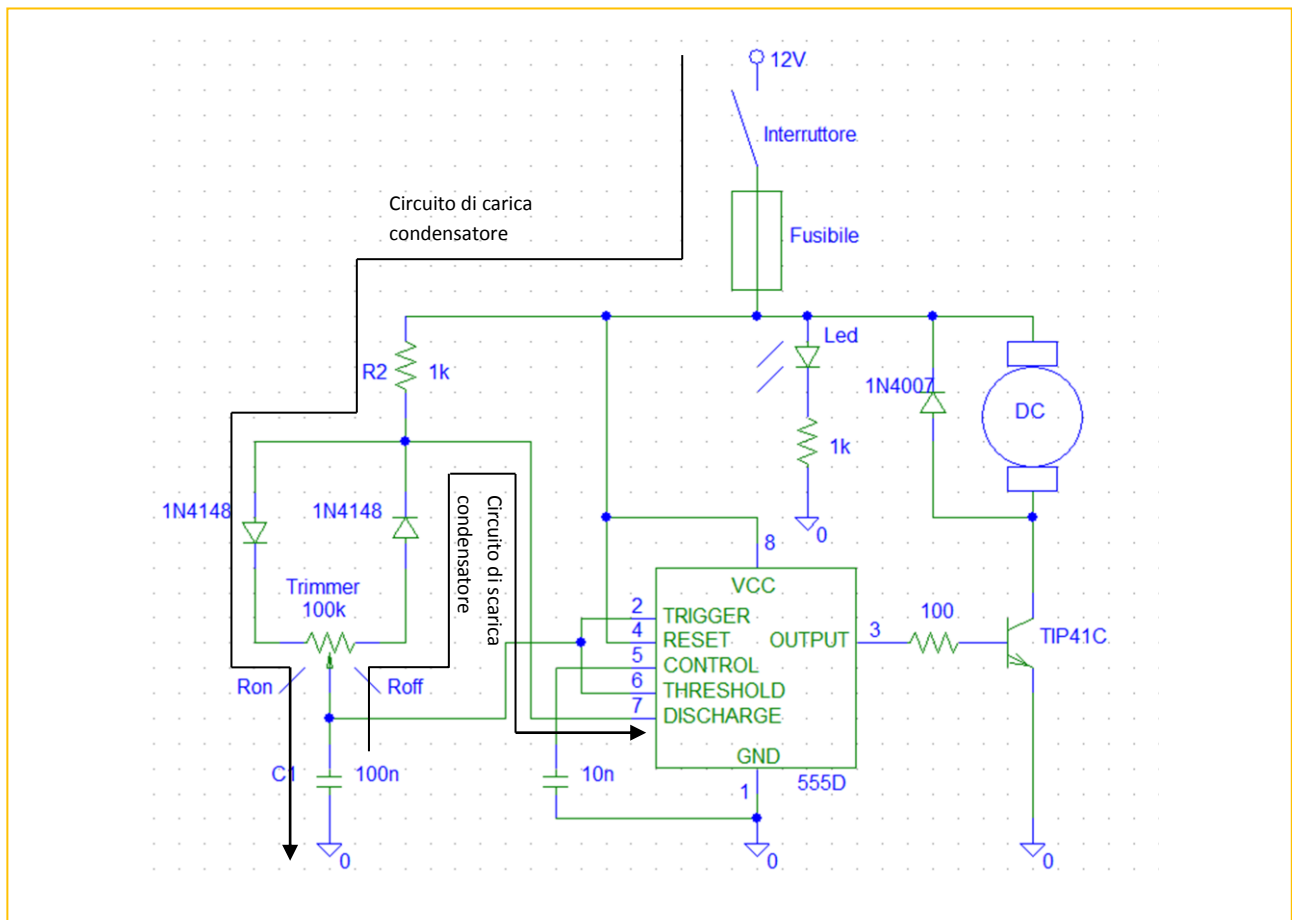 12V
Interruttore
Circuito di carica
condensatore
Fusibile
Led
R2 1k
1N4007
DC
1k
1N4148 1N4148
Circuito di scarica
condensatore
0
8
VCC
Trimmer
100k
2 TRIGGER
4 RESET
5 CONTROL
6 THRESHOLD
7 DISCHARGE
OUTPUT 3
100
TIP41C
Ron Roff
GND
C1 100n
10n
1
555D
0
0
0